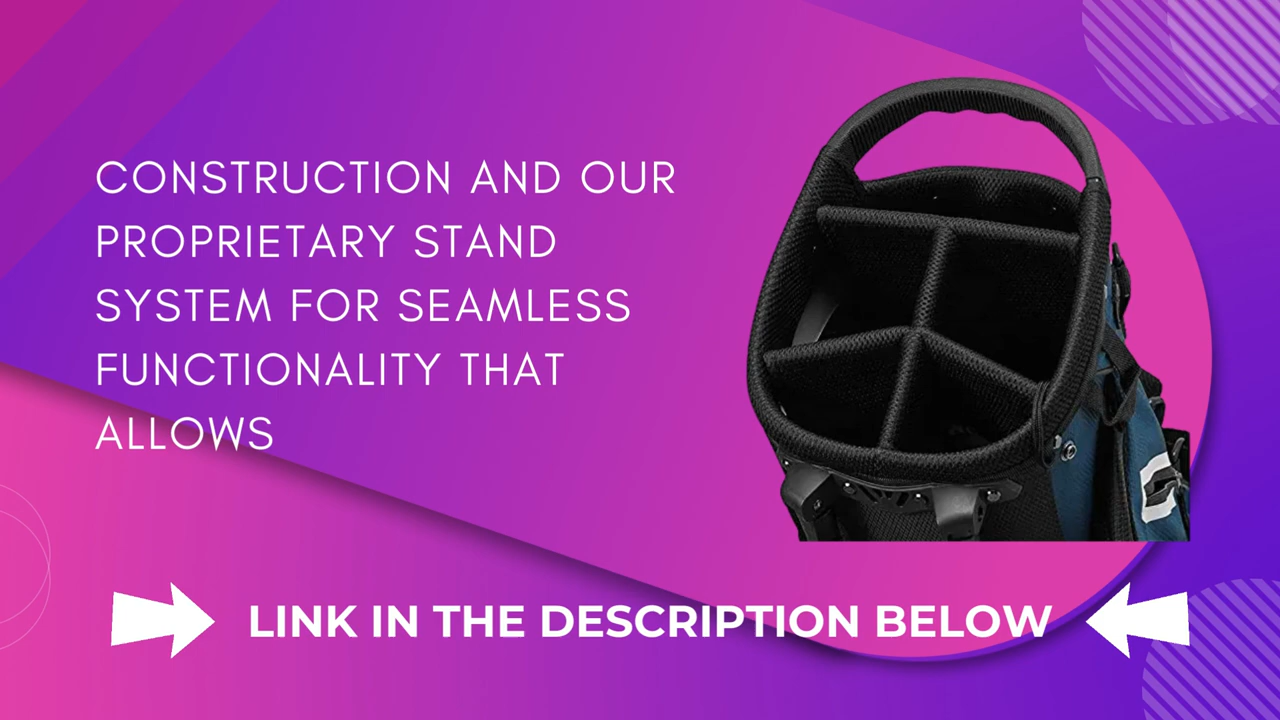 CONSTRUCTION AND OUR
PROPRIETARY STAND
SYSTEM FOR SEAMLESS
FUNCTIONALITY THAT
ALLOWS
LINK IN THE DESCRIPTION BELOW